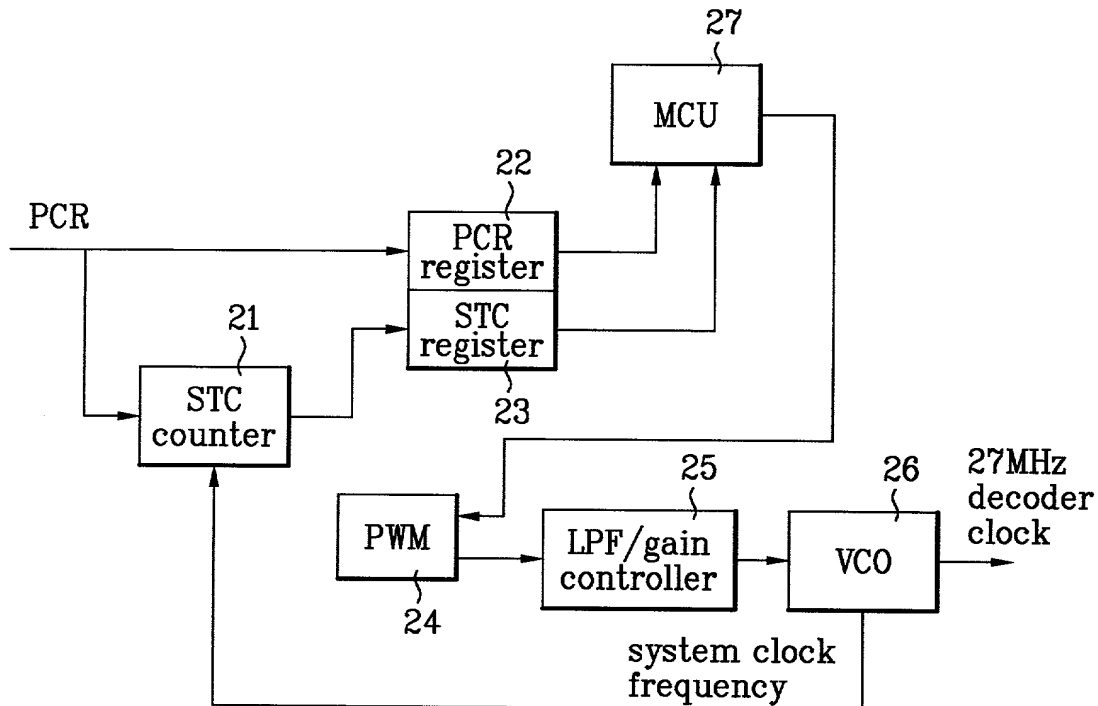 27
MCU
22
PCR
PCR
register
21
STC
register
23
STC
counter
25
26
27MHz
decoder
clock
PWM
LPF/gain
controller
VCO
24
system clock
frequency